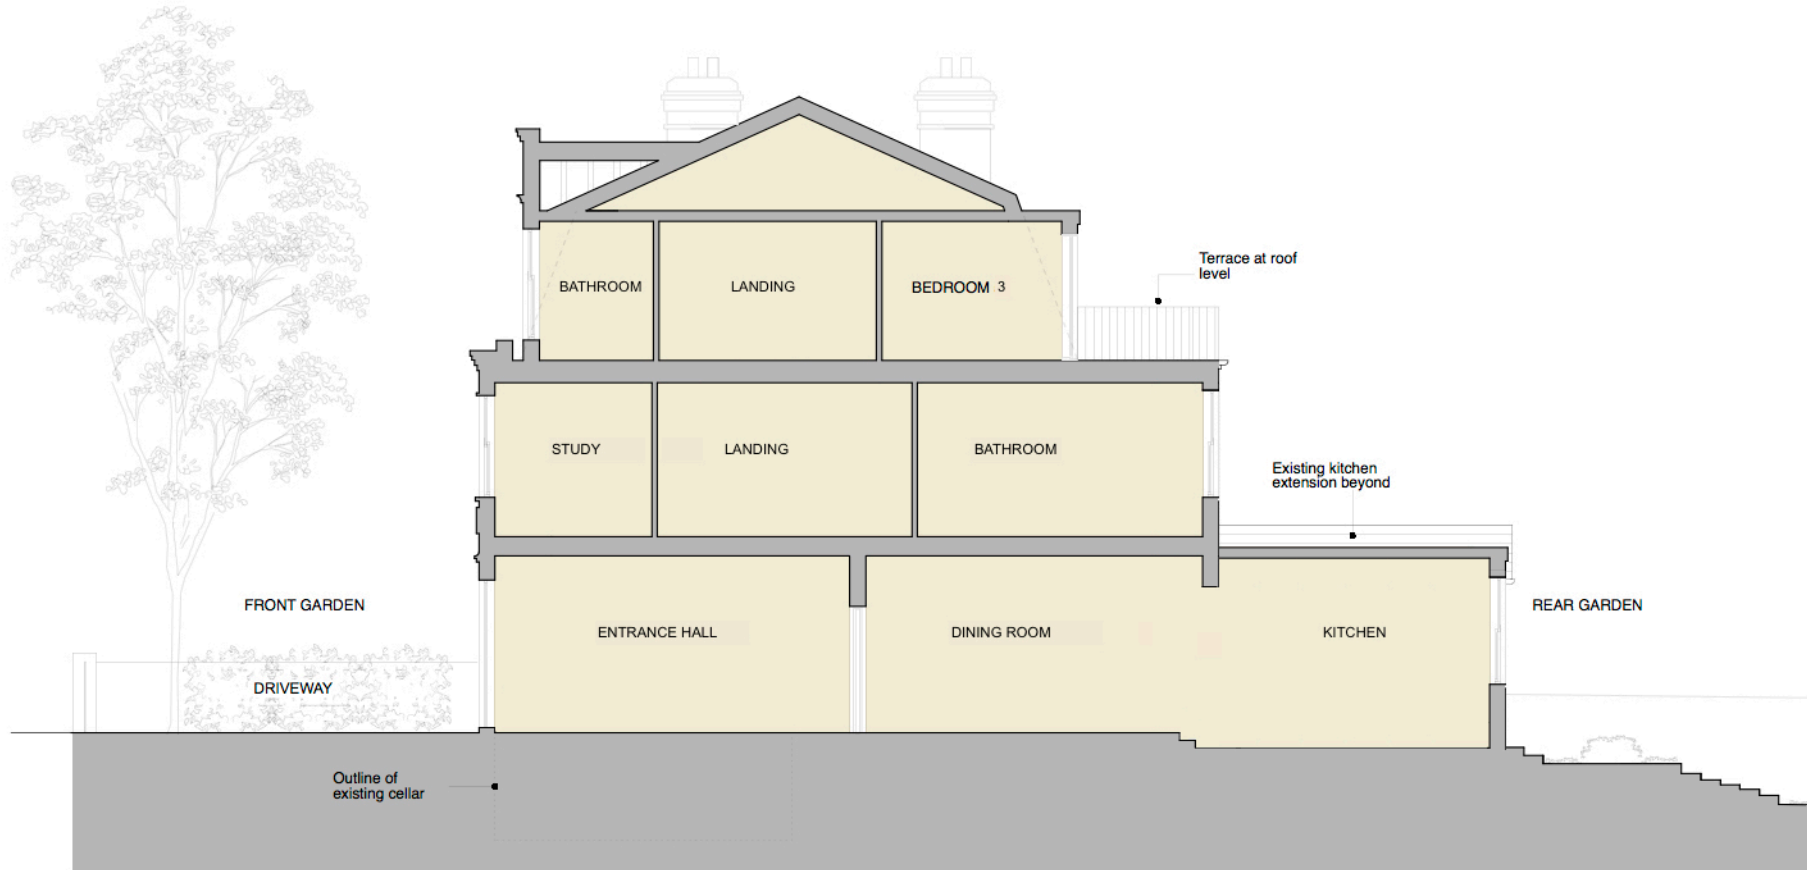 Terrace at roof
level
BATHROOM
LANDING
BEDROOM 3
STUDY
LANDING
BATHROOM
Existing kitchen
extension beyond
FRONT GARDEN
REAR GARDEN
ENTRANCE HALL
DINING ROOM
KITCHEN
DRIVEWAY
Outline of
existing cellar